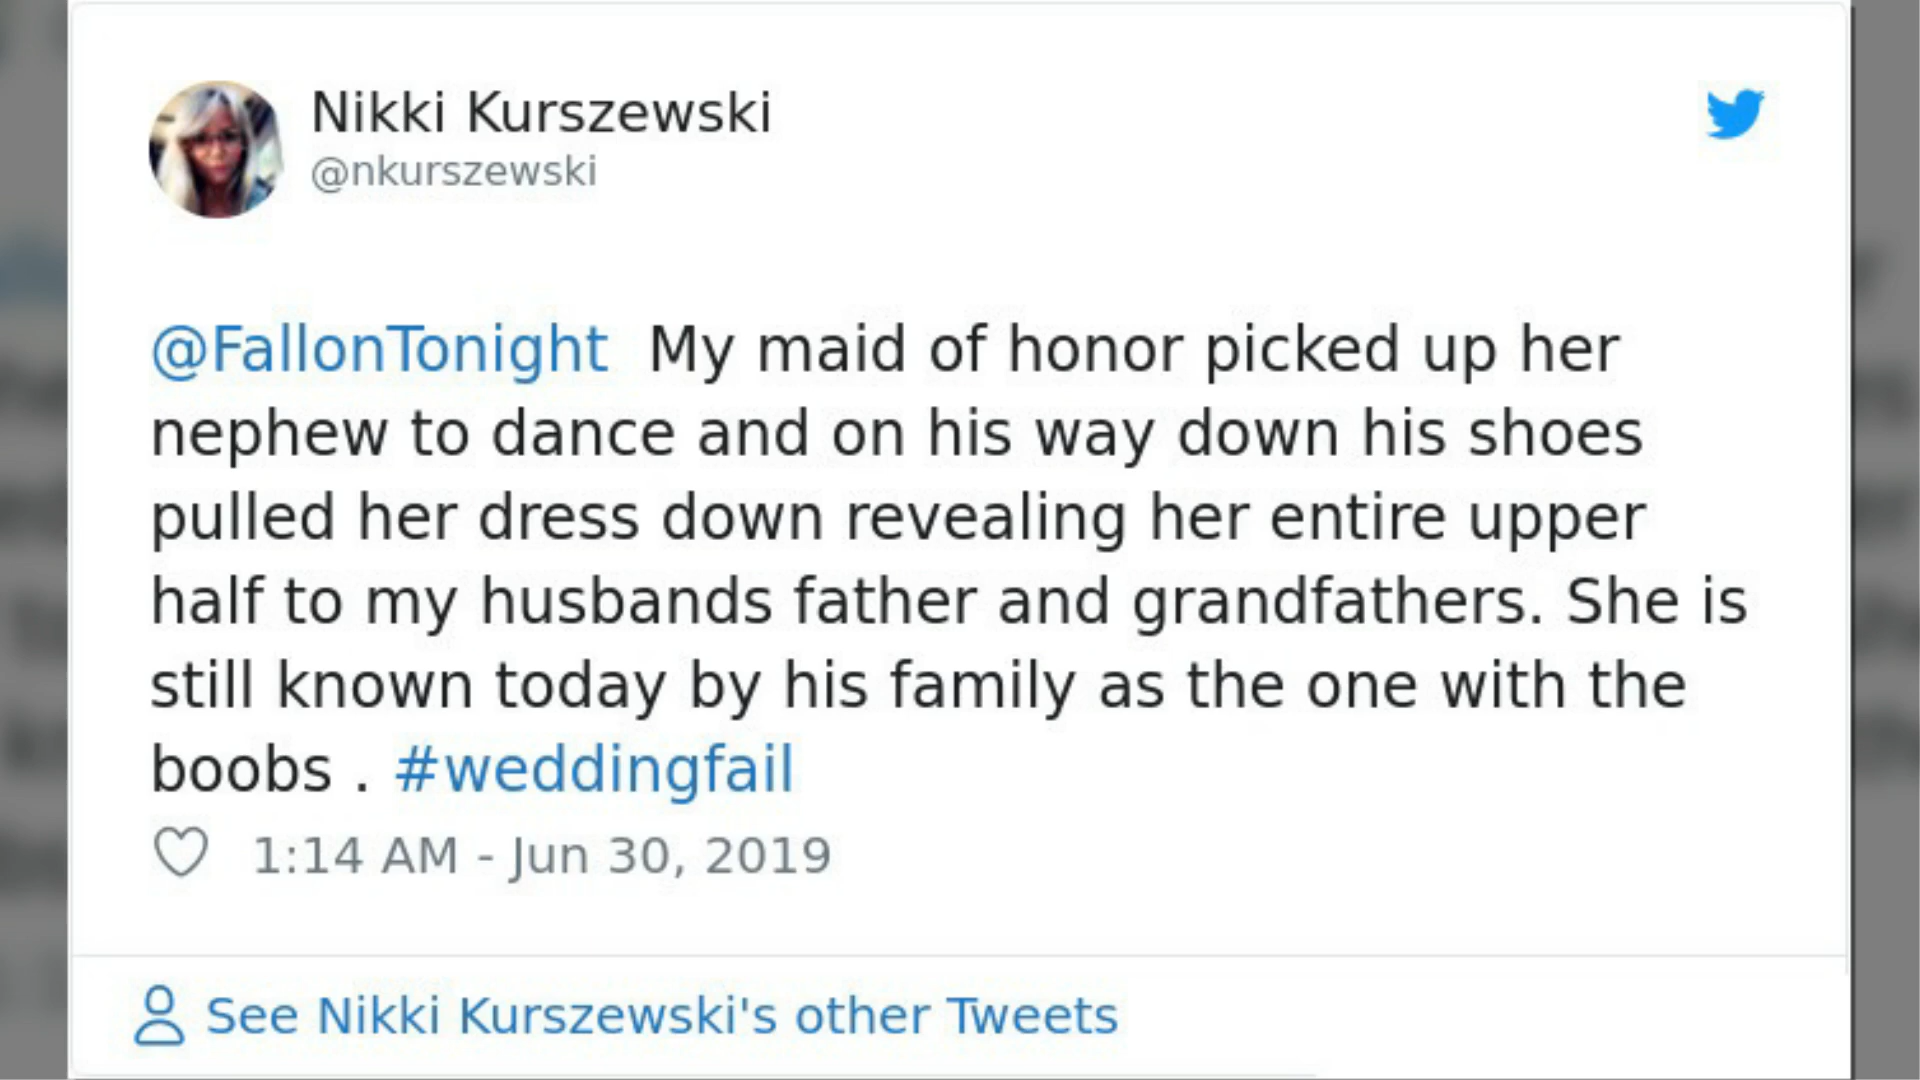 Nikki Kurszewski
@nkurszewski
@FallonTonight My maid of honor picked up her
nephew to dance and on his way down his shoes
pulled her dress down revealing her entire upper
half to my husbands father and grandfathers. She is
still known today by his family as the one with the
boobs . #weddingfail
1:14 AM - Jun 30, 2019
See Nikki Kurszewski's other Tweets